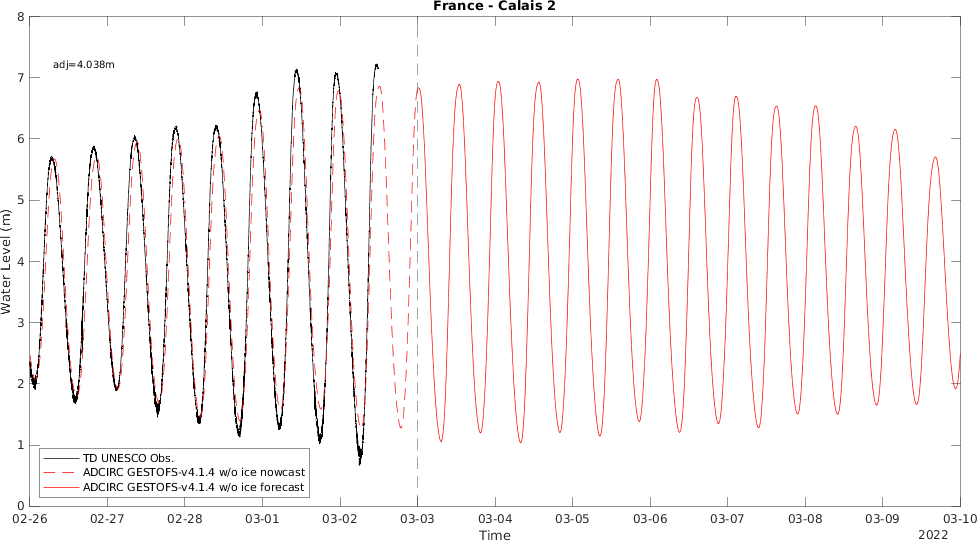 France - Calais 2
8
7
6
5
4
3
2
1
0
Water Level (m)
adj=4.038m
TD UNESCO Obs.
ADCIRC GESTOFS-v4.1.4 w/o ice nowcast
ADCIRC GESTOFS-v4.1.4 w/o ice forecast
02-26 02-27 02-28 03-01 03-02 03-03 03-04 03-05 03-06 03-07 03-08 03-09 03-10
Time
2022